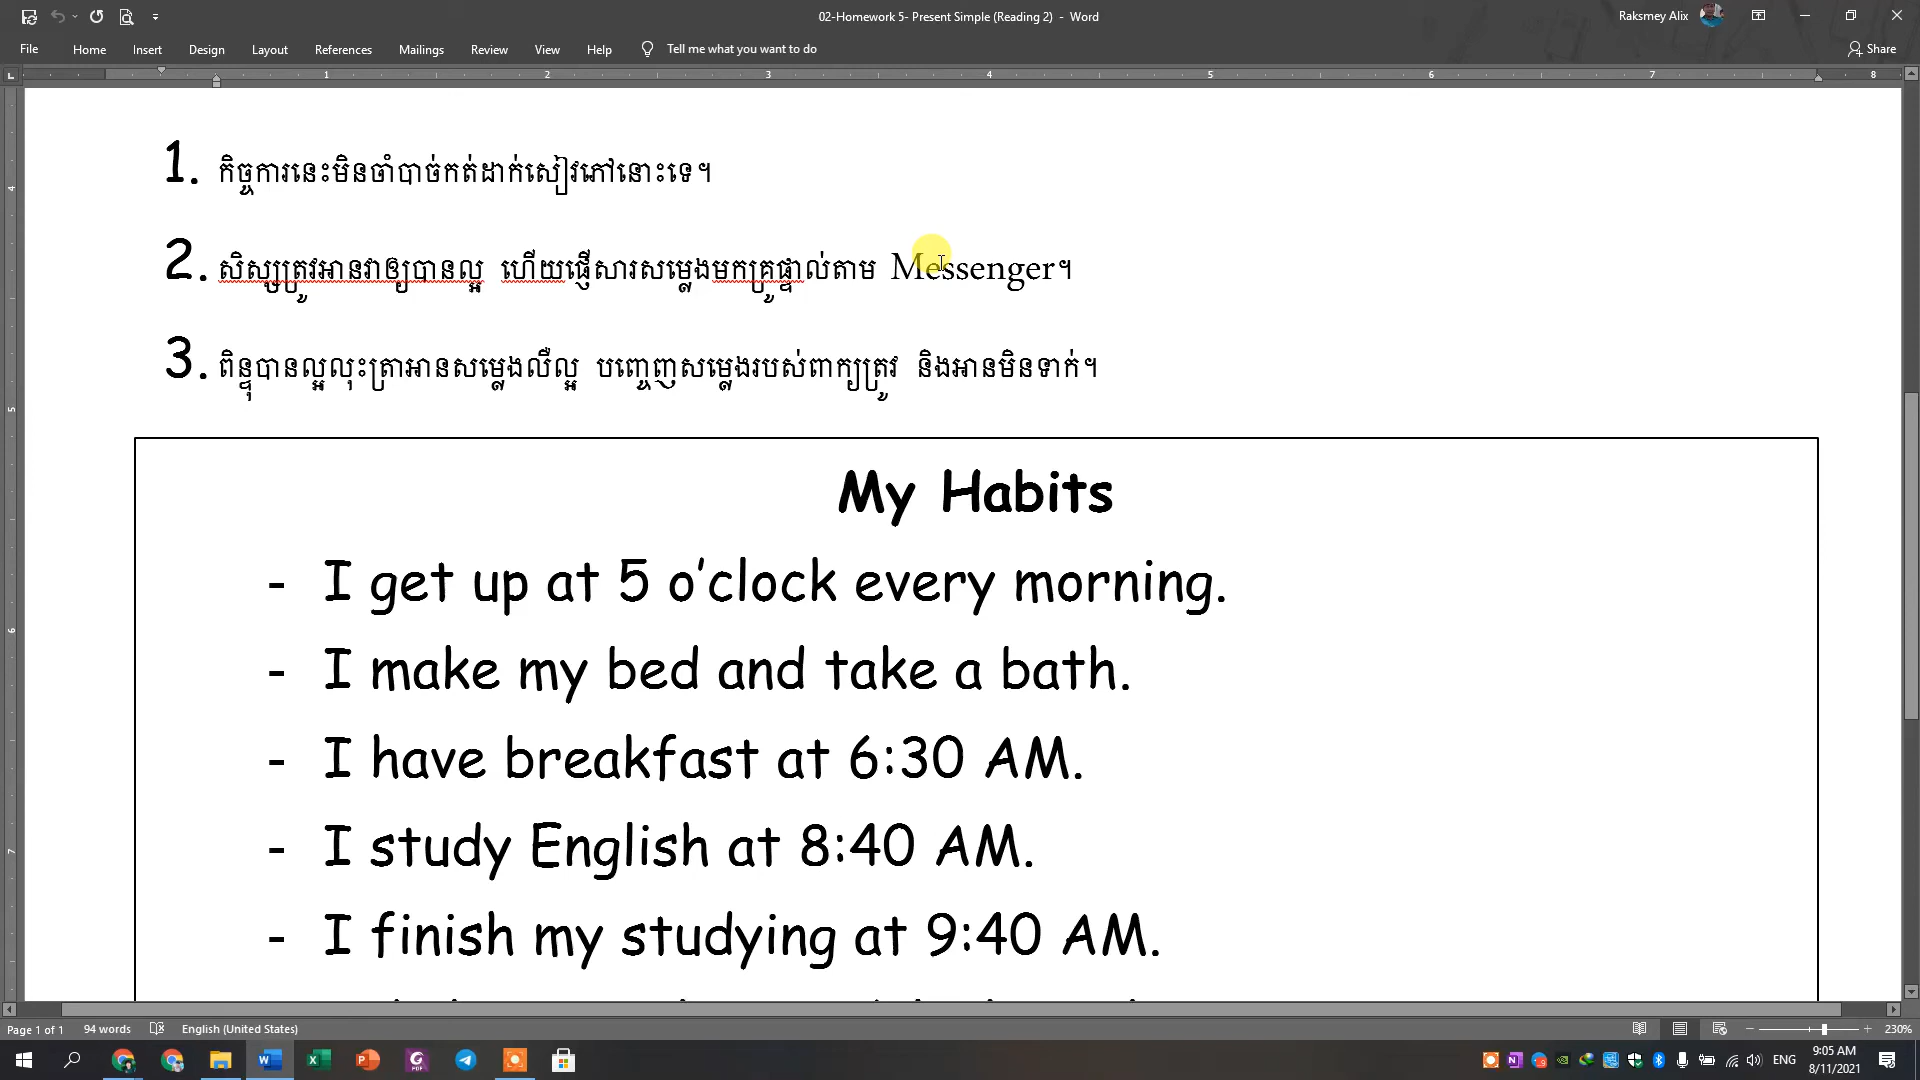 02-Homework 5- Present Simple (Reading 2) - Word
Raksmey Alix
File Home Insert Design Layout References Mailings Review View Help Tell me what you want to do
Share
1 2 3 4 5 6 7 8
1. កិច្ចការនេះមិនចាំបាច់កត់ដាក់សៀវភៅនោះទេ។
2. សិស្សត្រូវអានវាឲ្យបានល្អ ហើយផ្ញើសារសម្លេងមកគ្រូផ្ទាល់តាម Messenger។
3. ពិន្ទុបានល្អលុះត្រាអានសម្លេងលឺល្អ បញ្ចេញសម្លេងរបស់ពាក្យត្រូវ និងអានមិនទាក់។
My Habits
- I get up at 5 o’clock every morning.
- I make my bed and take a bath.
- I have breakfast at 6:30 AM.
- I study English at 8:40 AM.
- I finish my studying at 9:40 AM.
Page 1 of 1 94 words English (United States)
230%
ENG
9:05 AM
8/11/2021